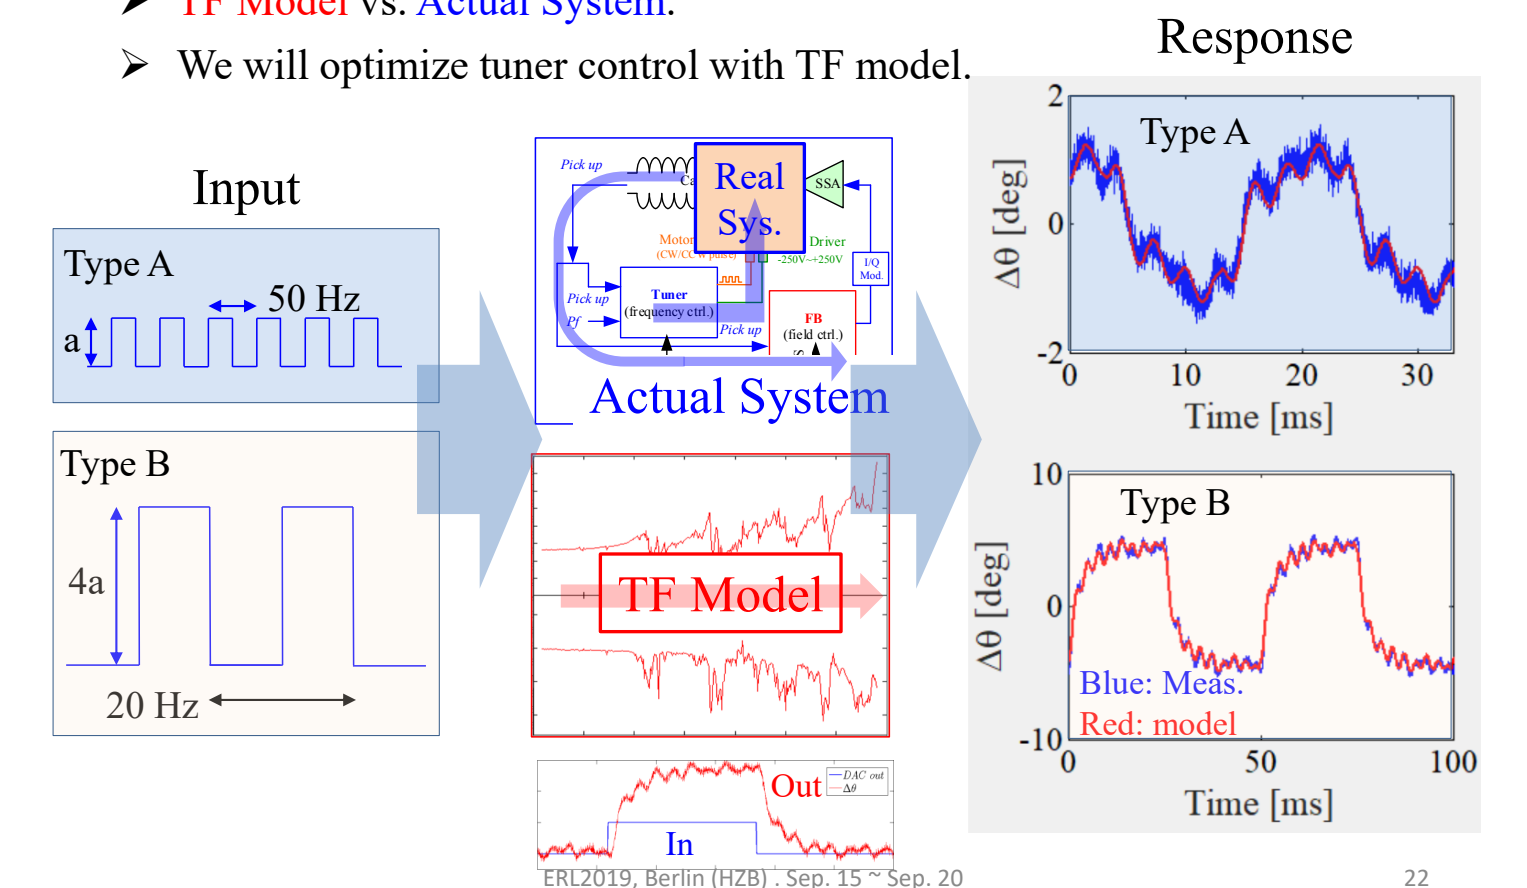 ➢ TF Model vs. Actual System.
➢ We will optimize tuner control with TF model.
Input
Type A
50 Hz
a
Type B
4a
20 Hz
Pick up
Ca
Real
Sys.
SSA
Motor
(CW/CCW pulse)
Driver
-250V~+250V
I/Q
Mod.
Pick up
Pf
Tuner
(frequency ctrl.)
Pick up
FB
(field ctrl.)
S
Actual System
TF Model
Out
DAC out
Δθ
In
Response
Type A
Δθ [deg]
2
0
-2
0 10 20 30
Time [ms]
Type B
Δθ [deg]
10
0
-10
Blue: Meas.
Red: model
0 50 100
Time [ms]
ERL2019, Berlin (HZB) . Sep. 15 ~ Sep. 20
22